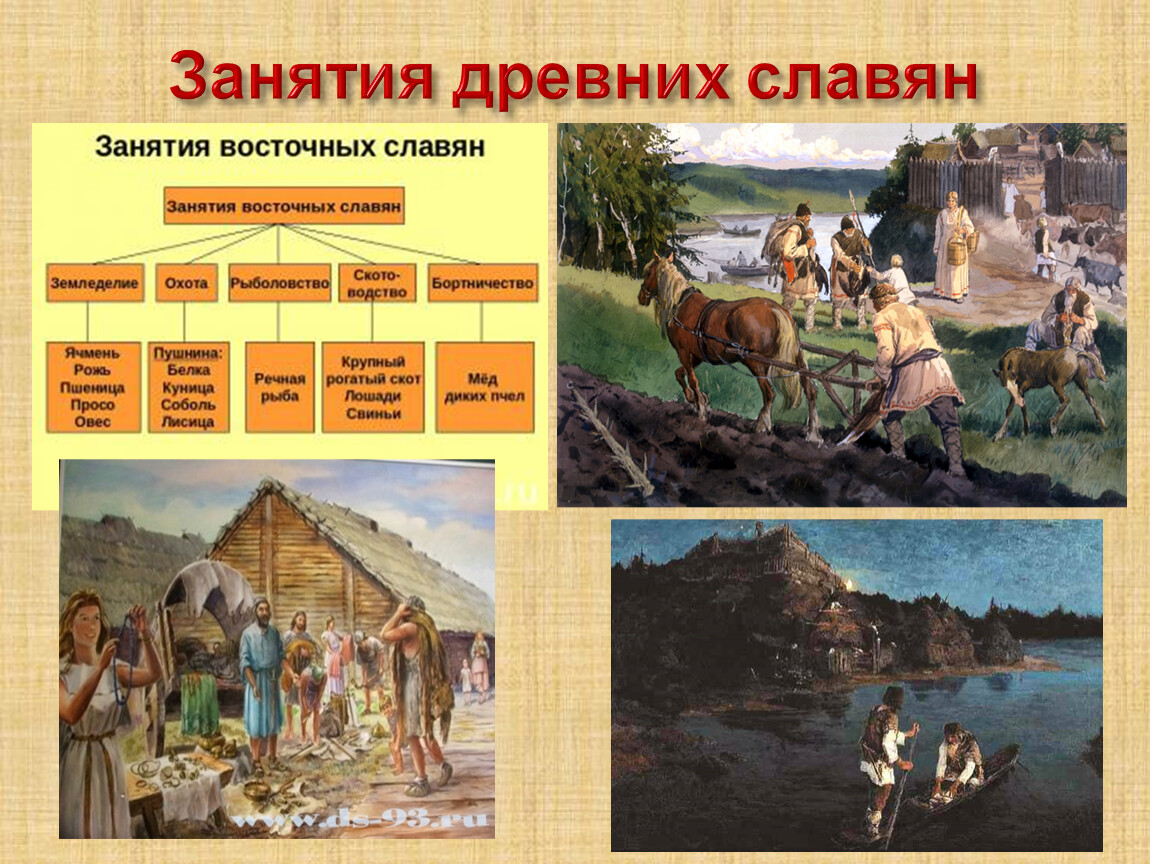 Занятия древних славян
Занятия восточных славян
Занятия восточных славян
Земледелие
Охота
Рыболовство
Ското-
водство
Бортничество
Ячмень
Рожь
Пшеница
Просо
Овес
Пушнина:
Белка
Куница
Соболь
Лисица
Речная
рыба
Крупный
рогатый скот
Лошади
Свиньи
Мёд
диких пчел
ru
www.ds-93.ru